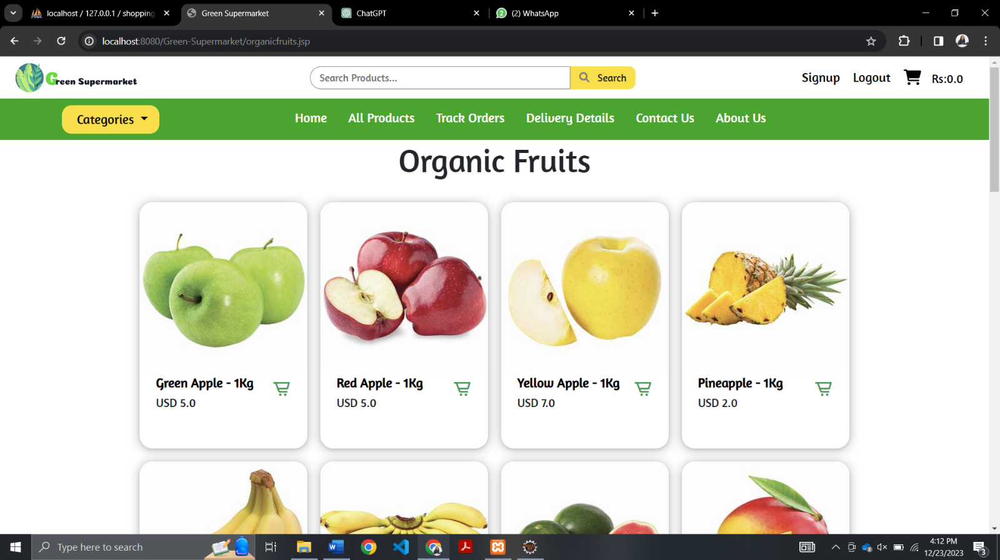 localhost / 127.0.0.1 / shopping
Green Supermarket
ChatGPT
(2) WhatsApp
localhost:8080/Green-Supermarket/organicfruits.jsp
Green Supermarket
Search Products...
Search
Signup
Logout
Rs:0.0
Categories
Home
All Products
Track Orders
Delivery Details
Contact Us
About Us
Organic Fruits
Green Apple - 1Kg
USD 5.0
Red Apple - 1Kg
USD 5.0
Yellow Apple - 1Kg
USD 7.0
Pineapple - 1Kg
USD 2.0
Type here to search
4:12 PM
12/23/2023
3